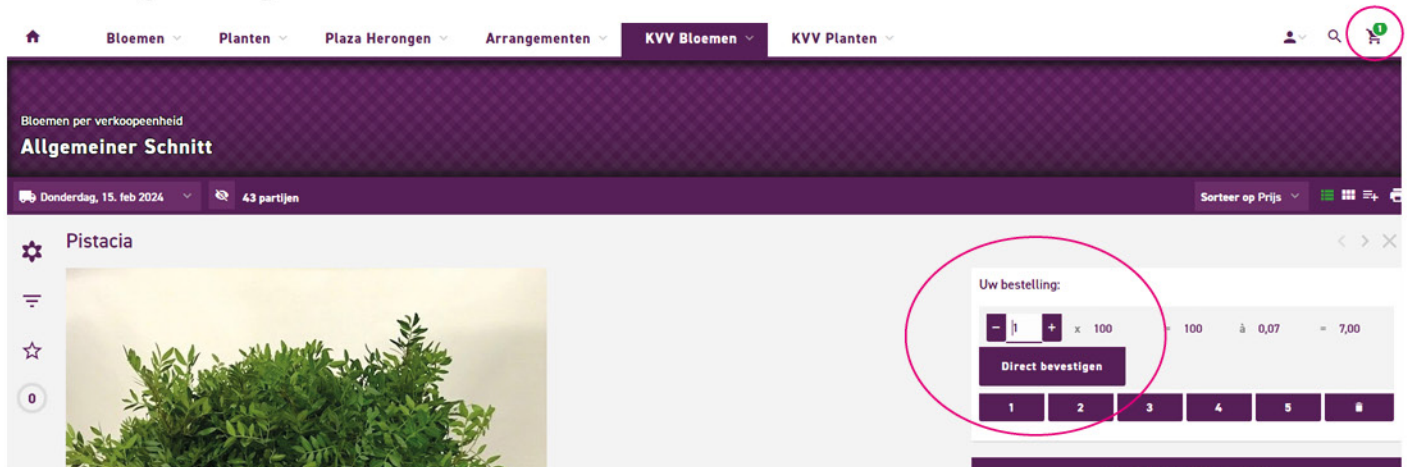 Bloemen Planten Plaza Herongen Arrangementen KVV Bloemen KVV Planten 1
Bloemen per verkoopeenheid
Allgemeiner Schnitt
Donderdag, 15. feb 2024 43 partijen Sorteer op Prijs
Pistacia
Uw bestelling:
- 1 + x 100 = 100 à 0,07 = 7,00
Direct bevestigen
0
1 2 3 4 5